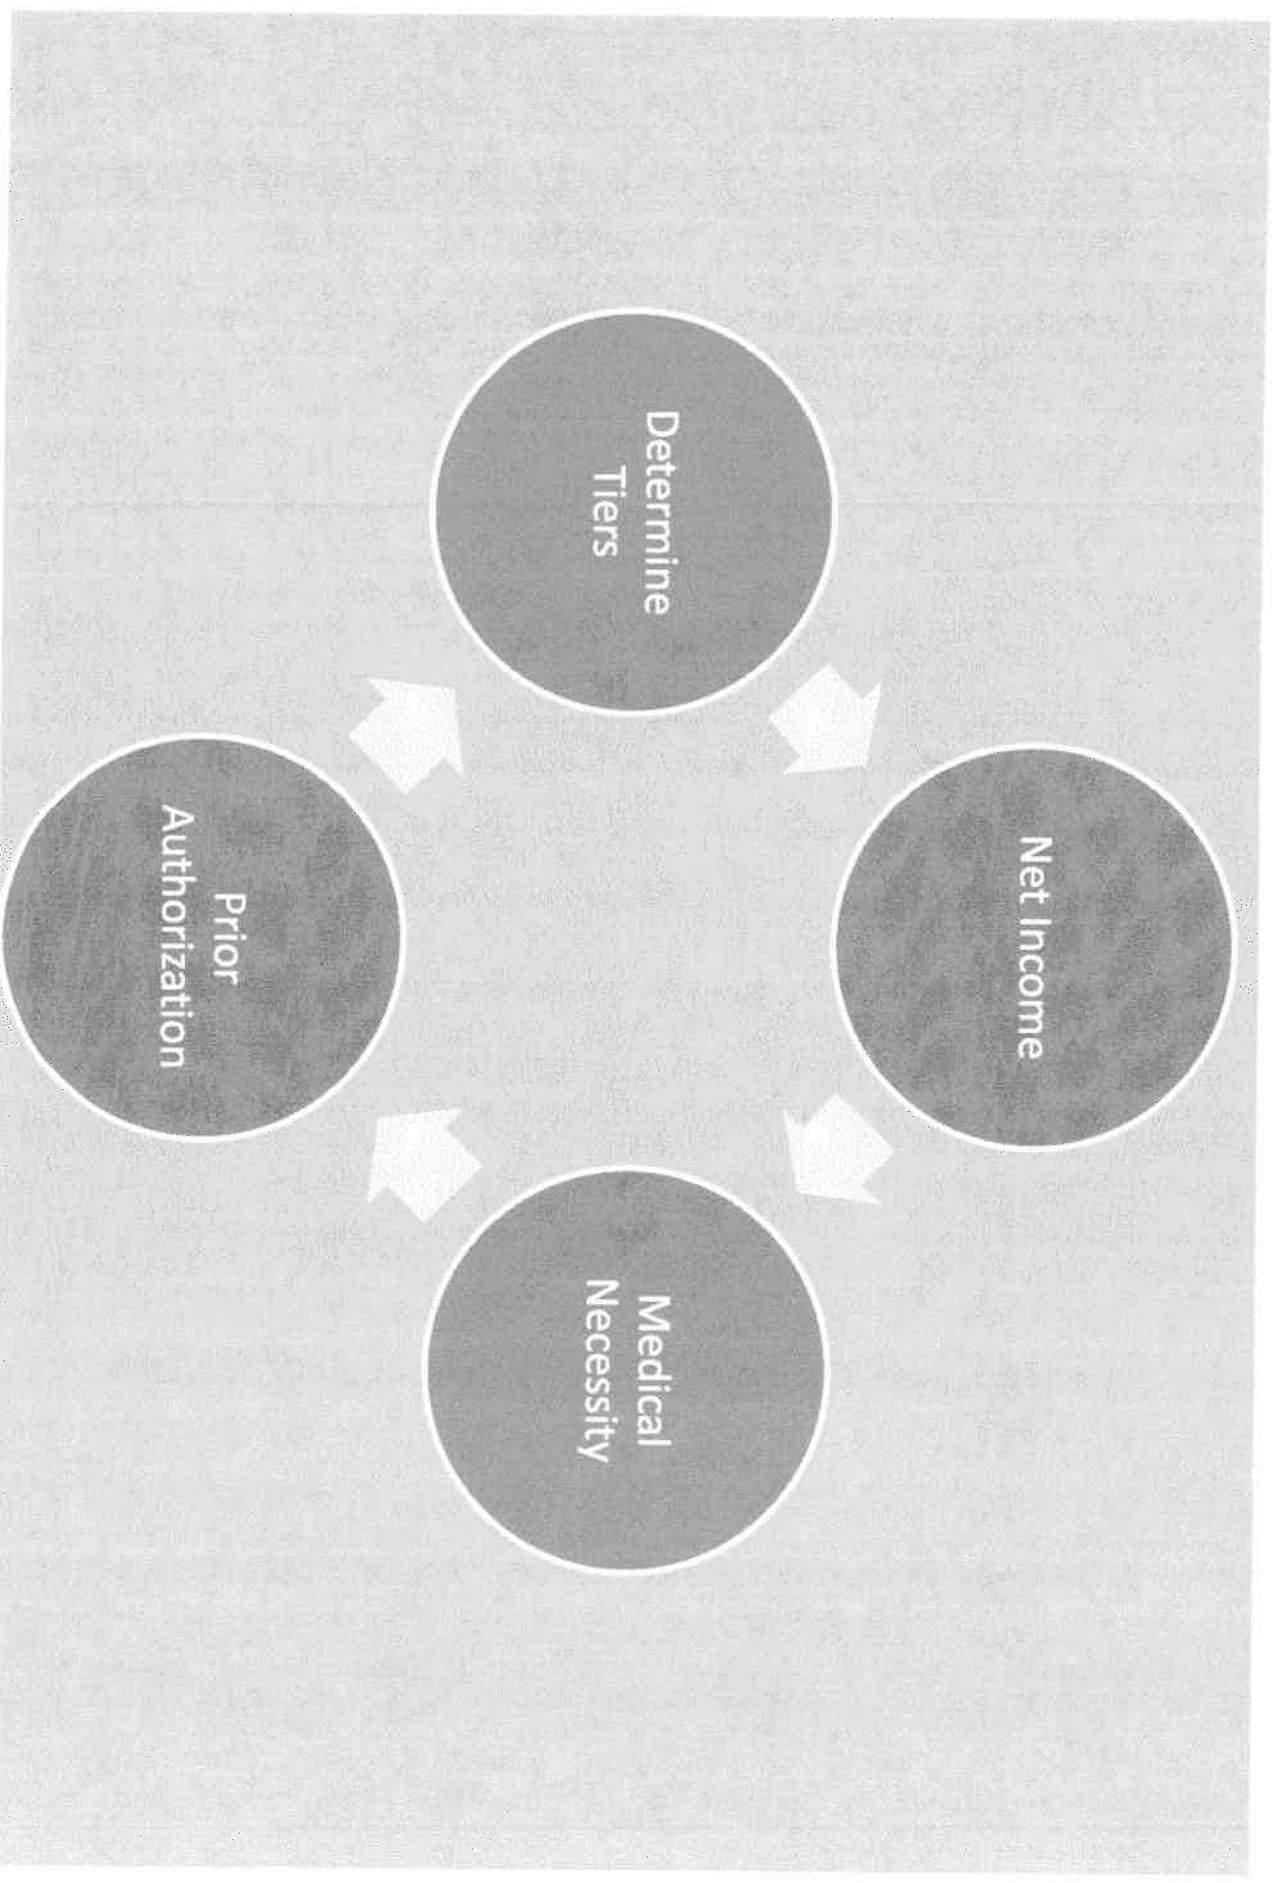 Net Income
Medical
Necessity
Prior
Authorization
Determine
Tiers